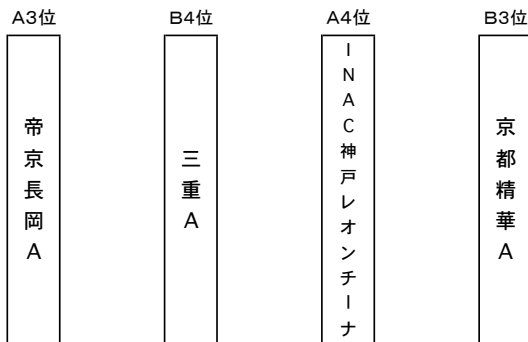 A3位
B4位
A4位
B3位
帝京長岡A
三重A
INAC神戸レオンチーナ
京都精華A